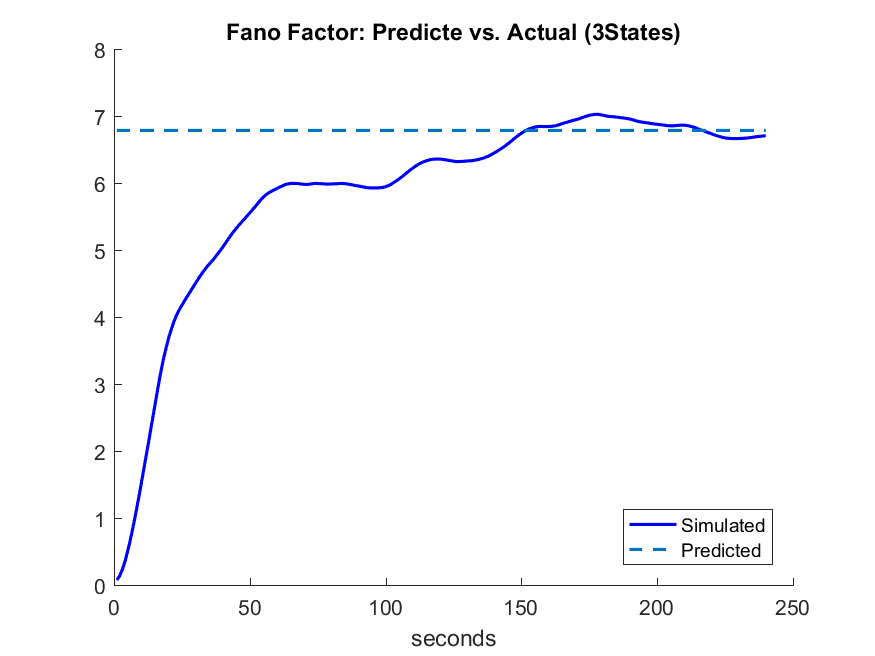 Fano Factor: Predicte vs. Actual (3States)
8
7
6
5
4
3
2
1
0
Simulated
Predicted
0 50 100 150 200 250
seconds